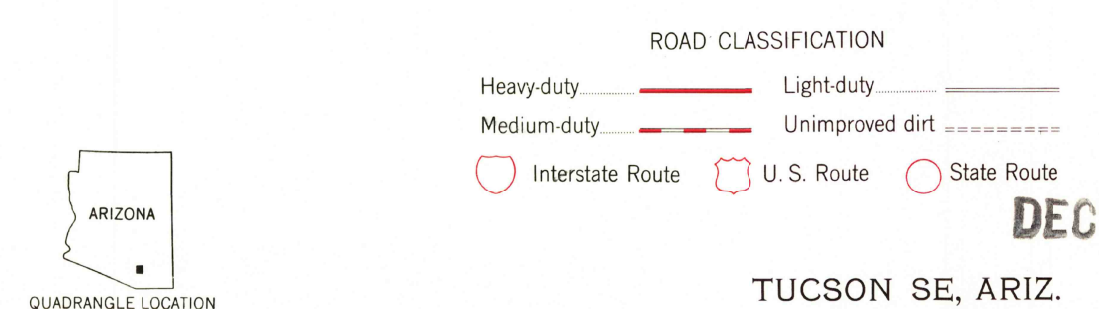 ROAD CLASSIFICATION
Heavy-duty Light-duty
Medium-duty Unimproved dirt
Interstate Route U. S. Route State Route
DEC
ARIZONA
QUADRANGLE LOCATION
TUCSON SE, ARIZ.